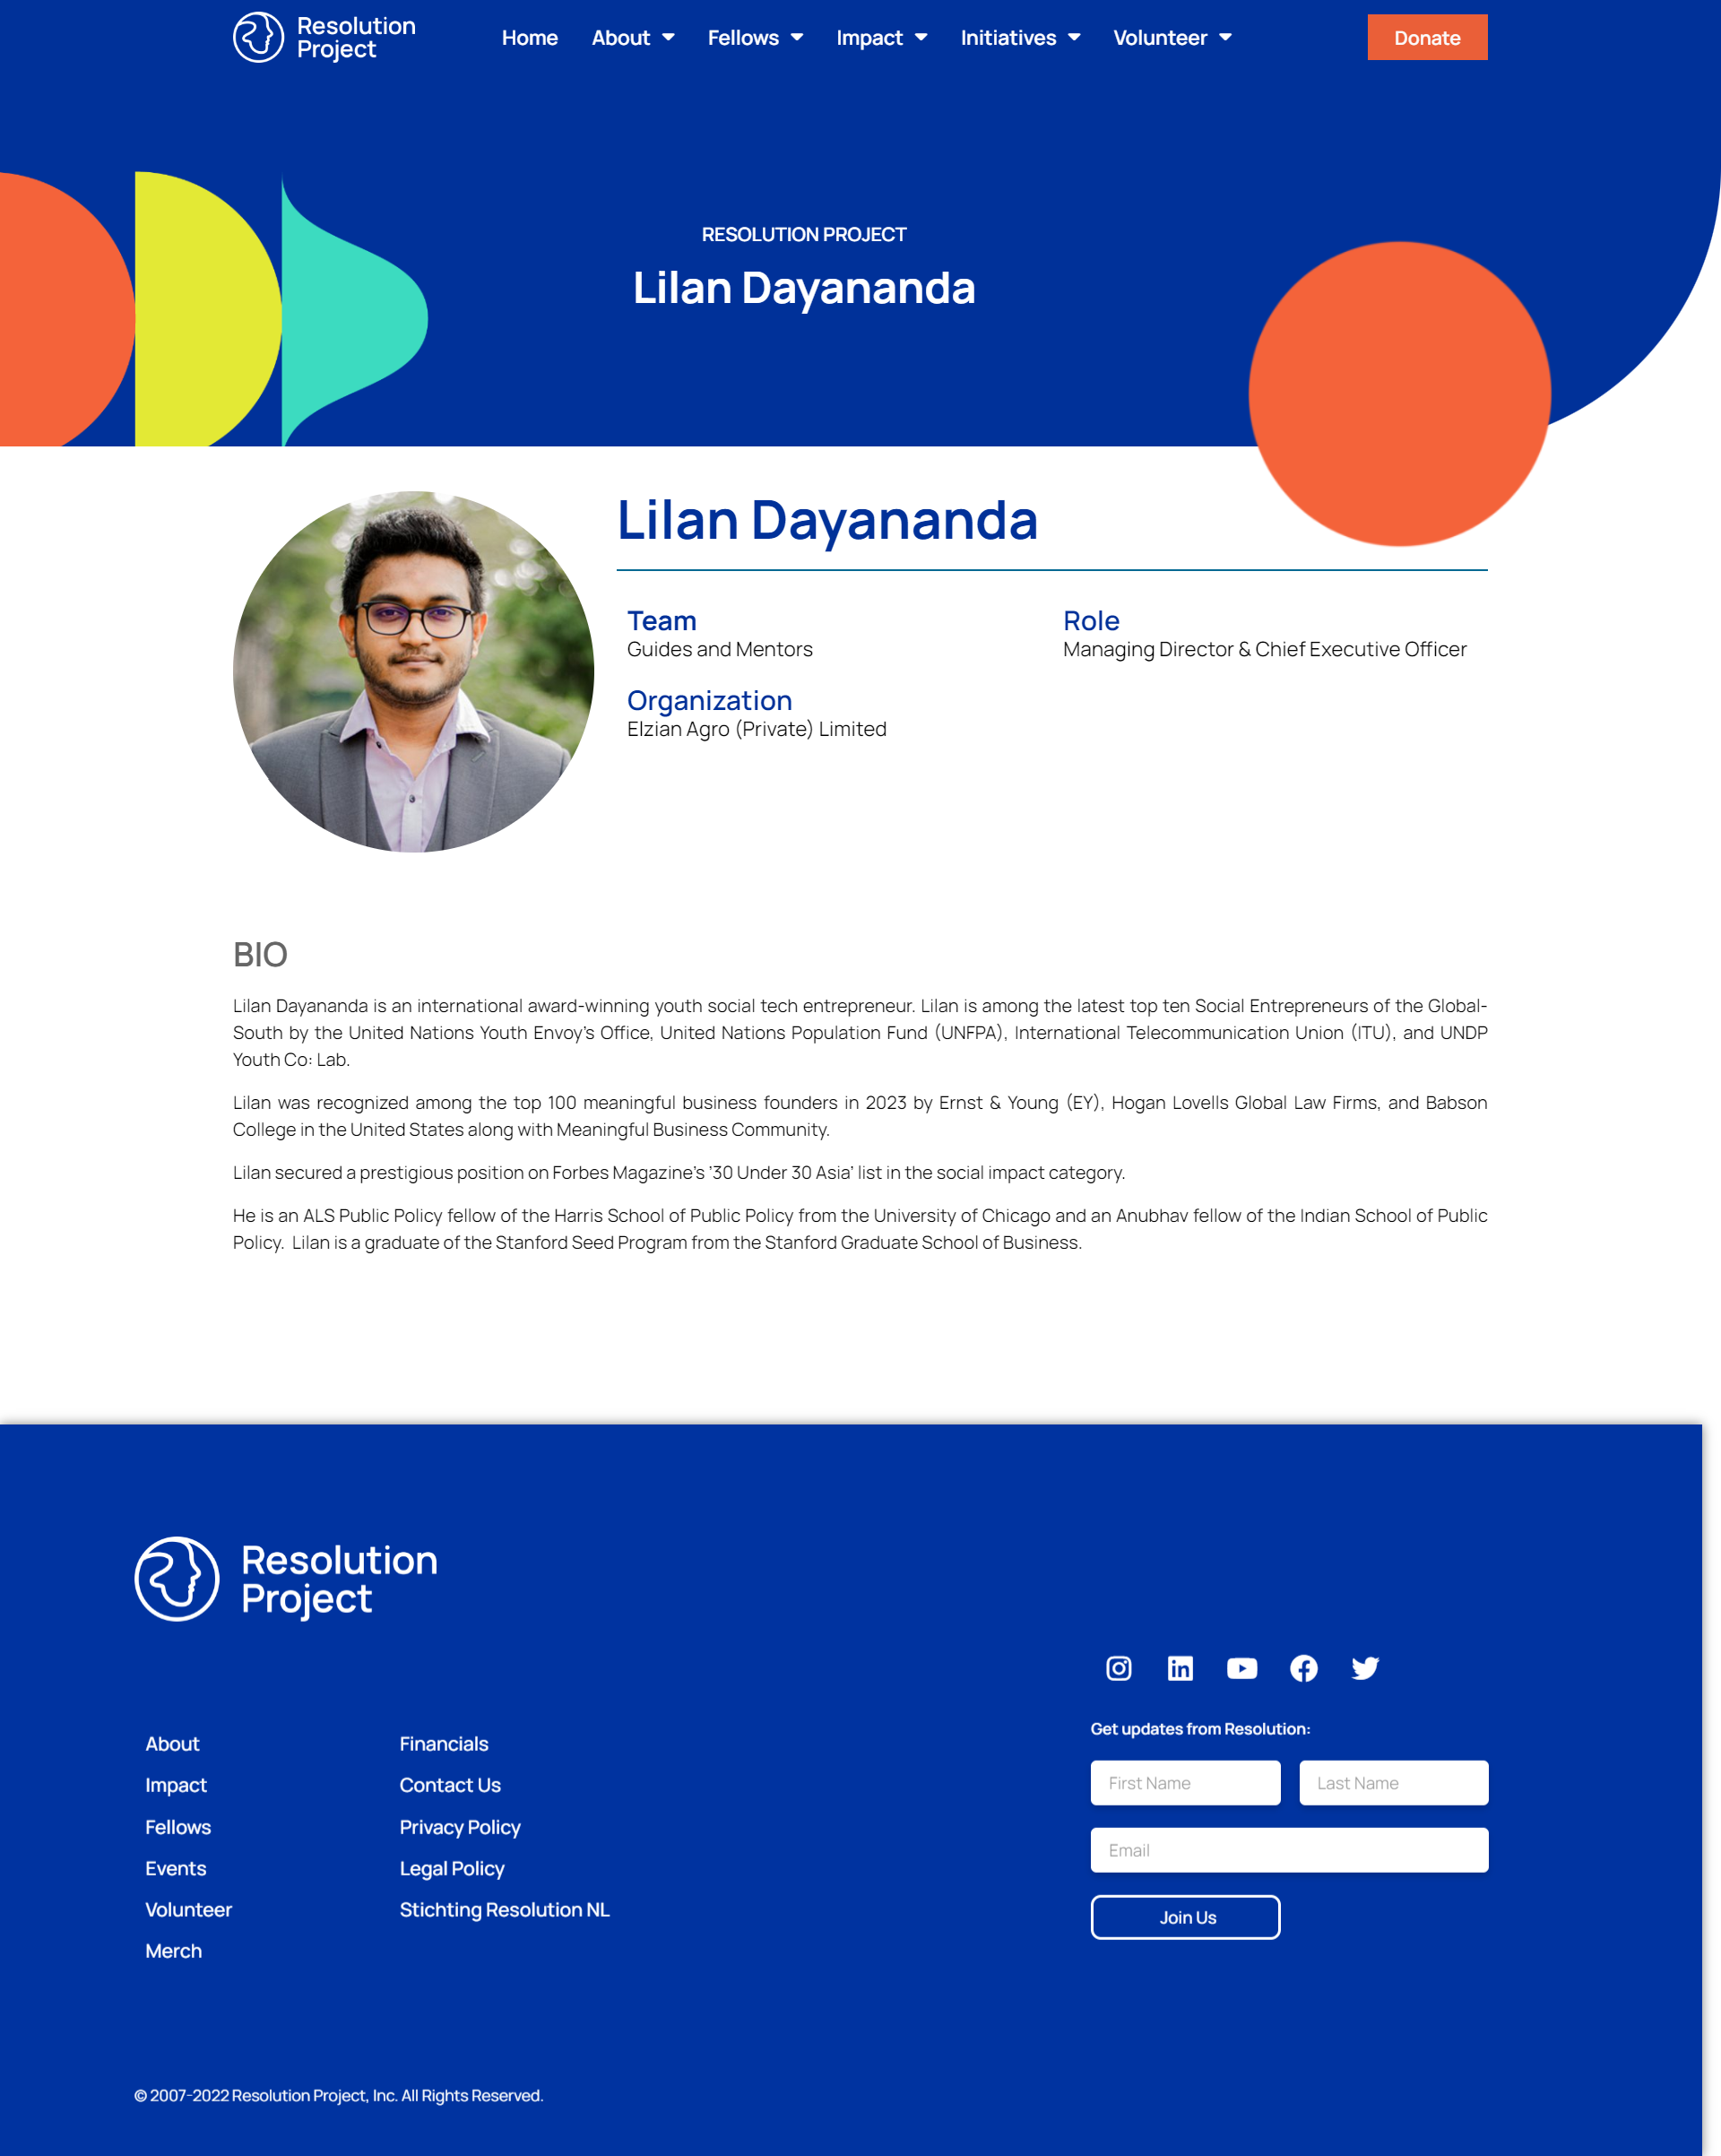 Resolution
Project
Home
About
Fellows
Impact
Initiatives
Volunteer
Donate
RESOLUTION PROJECT
Lilan Dayananda
Lilan Dayananda
Team
Guides and Mentors
Role
Managing Director & Chief Executive Officer
Organization
Elzian Agro (Private) Limited
BIO
Lilan Dayananda is an international award-winning youth social tech entrepreneur. Lilan is among the latest top ten Social Entrepreneurs of the Global-
South by the United Nations Youth Envoy’s Office, United Nations Population Fund (UNFPA), International Telecommunication Union (ITU), and UNDP
Youth Co: Lab.
Lilan was recognized among the top 100 meaningful business founders in 2023 by Ernst & Young (EY), Hogan Lovells Global Law Firms, and Babson
College in the United States along with Meaningful Business Community.
Lilan secured a prestigious position on Forbes Magazine’s ’30 Under 30 Asia’ list in the social impact category.
He is an ALS Public Policy fellow of the Harris School of Public Policy from the University of Chicago and an Anubhav fellow of the Indian School of Public
Policy.  Lilan is a graduate of the Stanford Seed Program from the Stanford Graduate School of Business.
Resolution
Project
About
Impact
Fellows
Events
Volunteer
Merch
Financials
Contact Us
Privacy Policy
Legal Policy
Stichting Resolution NL
Get updates from Resolution:
First Name
Last Name
Email
Join Us
© 2007-2022 Resolution Project, Inc. All Rights Reserved.